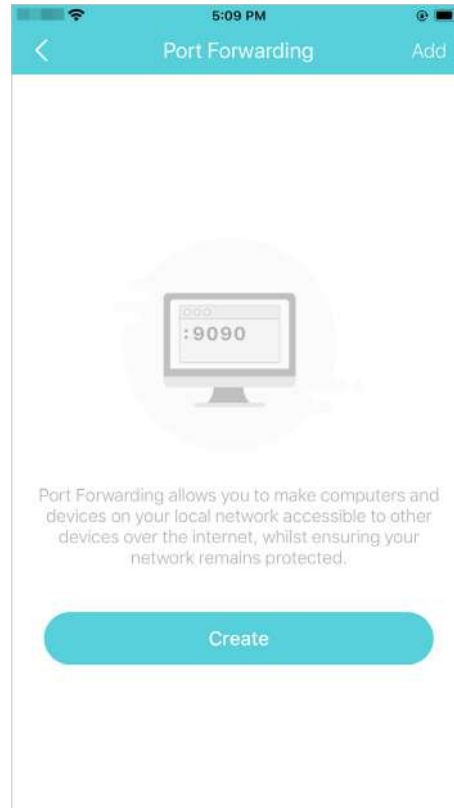 5:09 PM
Port Forwarding
Add
:9090
Port Forwarding allows you to make computers and
devices on your local network accessible to other
devices over the internet, whilst ensuring your
network remains protected.
Create